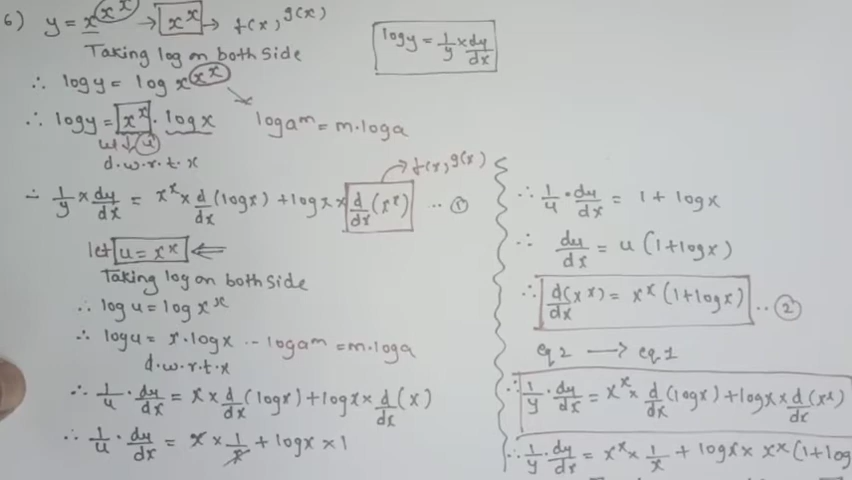 6) y = x^(x^x) → x^x → f(x)^g(x)
Taking log on both side
∴ log y = log x^(x^x)
∴ log y = x^x · log x    log a^m = m · log a
d.w.r.t.x
∴ 1/y × dy/dx = x^x × d/dx (log x) + log x × d/dx (x^x) ·· ① → f(x)^g(x)
let u = x^x ⇐
Taking log on both side
∴ log u = log x^x
∴ log u = x · log x -- log a^m = m · log a
d.w.r.t.x
∴ 1/u · du/dx = x × d/dx (log x) + log x × d/dx (x)
∴ 1/u · du/dx = x × 1/x + log x × 1
log y = 1/y × dy/dx
∴ 1/u · du/dx = 1 + log x
∴ du/dx = u (1 + log x)
∴ d(x^x)/dx = x^x (1 + log x) ·· ②
eq 2 → eq 1
∴ 1/y · dy/dx = x^x × d/dx (log x) + log x × d/dx (x^x)
∴ 1/y · dy/dx = x^x × 1/x + log x × x^x (1 + log